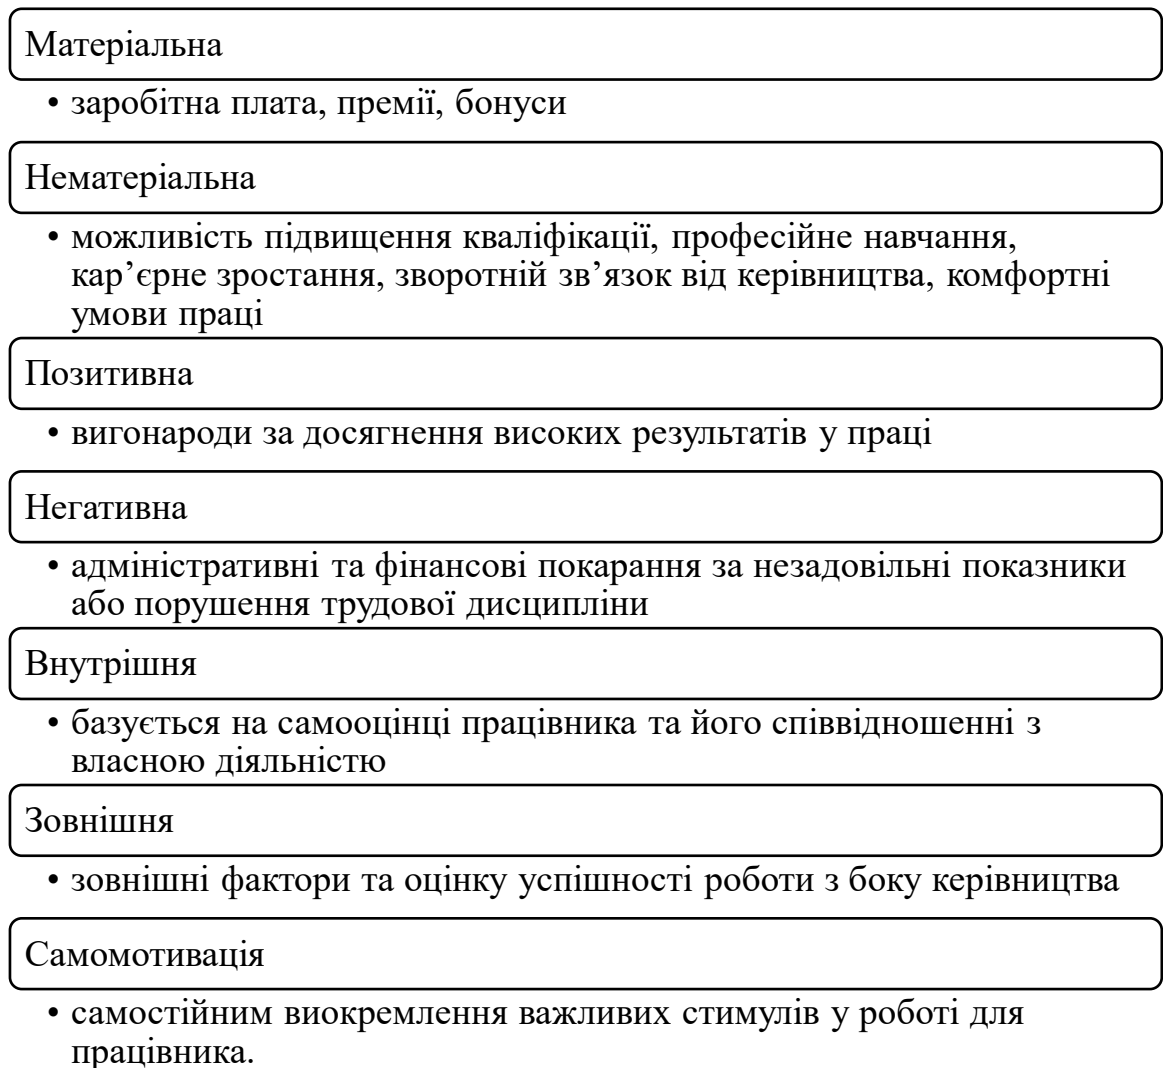 Матеріальна
• заробітна плата, премії, бонуси
Нематеріальна
• можливість підвищення кваліфікації, професійне навчання,
кар’єрне зростання, зворотній зв’язок від керівництва, комфортні
умови праці
Позитивна
• вигонароди за досягнення високих результатів у праці
Негативна
• адміністративні та фінансові покарання за незадовільні показники
або порушення трудової дисципліни
Внутрішня
• базується на самооцінці працівника та його співвідношенні з
власною діяльністю
Зовнішня
• зовнішні фактори та оцінку успішності роботи з боку керівництва
Самомотивація
• самостійним виокремлення важливих стимулів у роботі для
працівника.